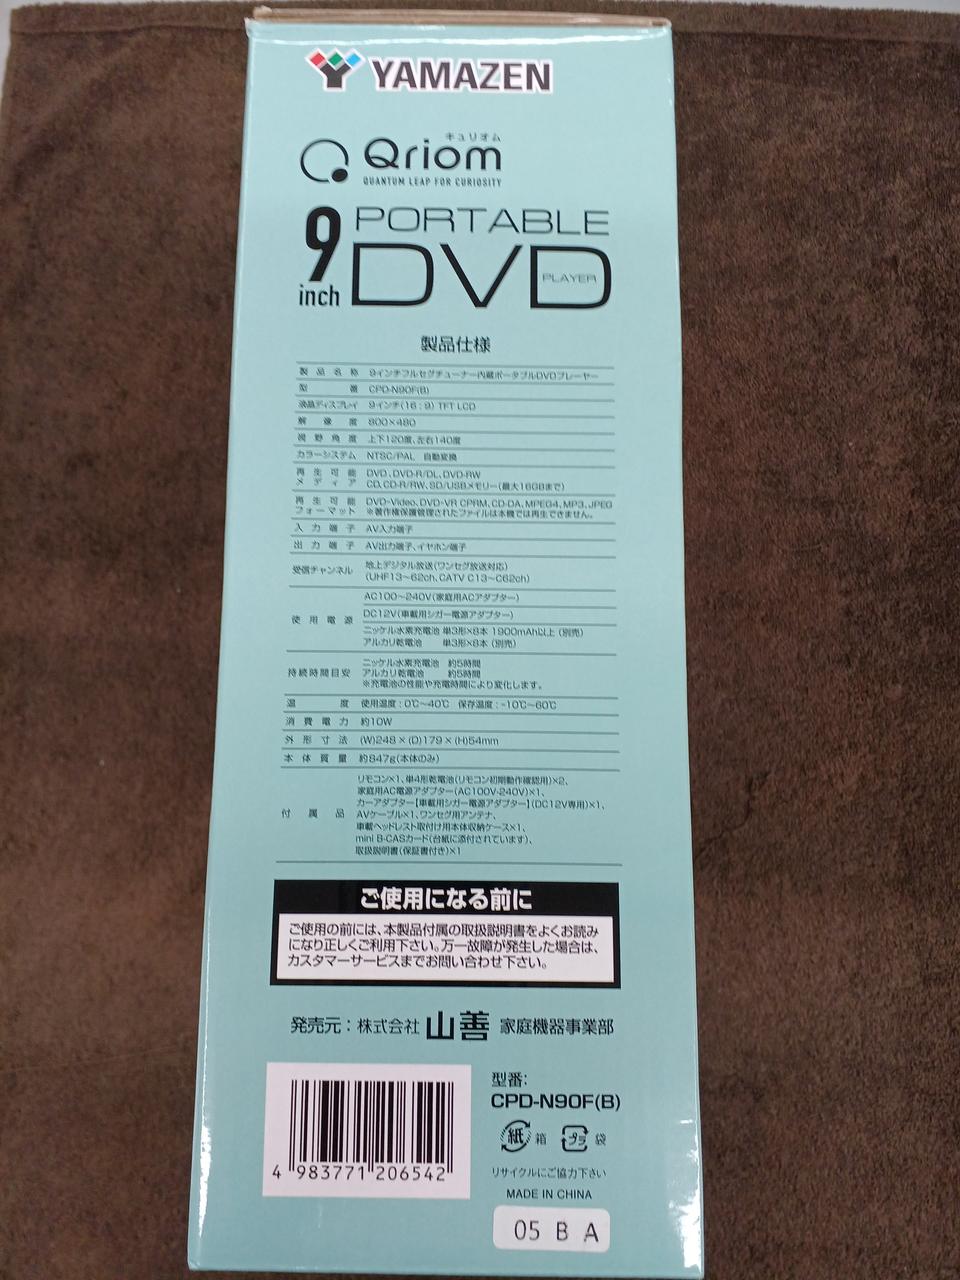 YAMAZEN
キュリオム
Qriom
QUANTUM LEAP FOR CURIOSITY
9 inch PORTABLE DVD PLAYER
製品仕様
製品名称 9インチフルセグチューナー内蔵ポータブルDVDプレーヤー
型番 CPD-N90F(B)
液晶ディスプレイ 9インチ(16:9) TFT LCD
解像度 800×480
視野角度 上下120度、左右140度
カラーシステム NTSC/PAL 自動変換
再生可能メディア DVD、DVD-R/DL、DVD-RW
CD、CD-R/RW、SD/USBメモリー(最大16GBまで)
再生可能フォーマット DVD-Video、DVD-VR CPRM、CD-DA、MPEG4、MP3、JPEG
※著作権保護管理されたファイルは本機では再生できません。
入力端子 AV入力端子
出力端子 AV出力端子、イヤホン端子
受信チャンネル 地上デジタル放送(ワンセグ放送対応)
(UHF13~62ch、CATV C13~C62ch)
使用電源 AC100~240V(家庭用ACアダプター)
DC12V(車載用シガー電源アダプター)
ニッケル水素充電池 単3形×8本 1900mAh以上(別売)
アルカリ乾電池 単3形×8本(別売)
持続時間目安 ニッケル水素充電池 約5時間
アルカリ乾電池 約5時間
※充電池の性能や充電時間により変化します。
温度 使用温度:0℃~40℃ 保存温度:-10℃~60℃
消費電力 約10W
外形寸法 (W)248×(D)179×(H)54mm
本体質量 約847g(本体のみ)
付属品 リモコン×1、単4形乾電池(リモコン初期動作確認用)×2、
家庭用AC電源アダプター(AC100V-240V)×1、
カーアダプター【車載用シガー電源アダプター】(DC12V専用)×1、
AVケーブル×1、ワンセグ用アンテナ、
車載ヘッドレスト取付け用本体収納ケース×1、
mini B-CASカード(台紙に添付されています)、
取扱説明書(保証書付き)×1
ご使用になる前に
ご使用の前には、本製品付属の取扱説明書をよくお読み
になり正しくご利用下さい。万一故障が発生した場合は、
カスタマーサービスまでお問い合わせ下さい。
発売元:株式会社 山善 家庭機器事業部
型番:
CPD-N90F(B)
紙 箱 プラ 袋
リサイクルにご協力下さい
4 983771 206542
MADE IN CHINA
05 B A